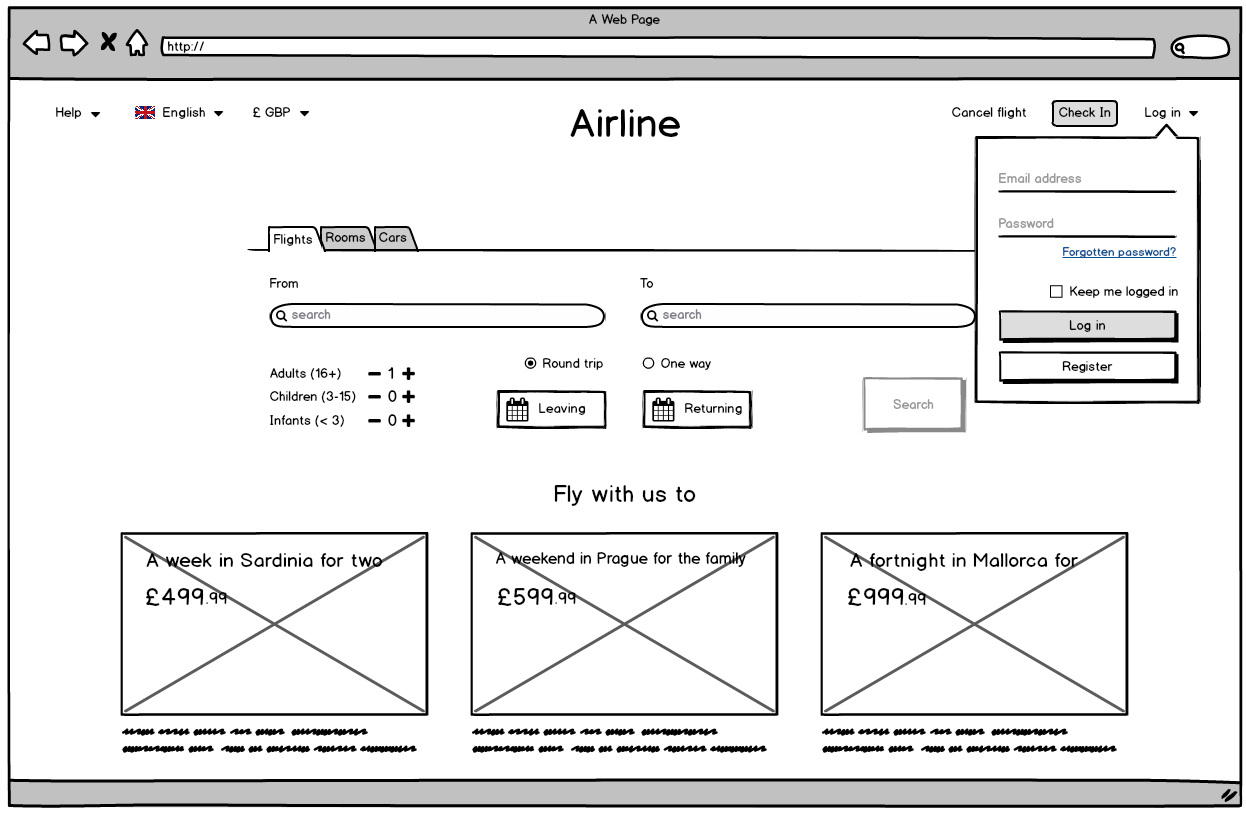 A Web Page
http://
Help
English
£ GBP
Airline
Cancel flight
Check In
Log in
Email address
Password
Forgotten password?
Keep me logged in
Log in
Register
Flights
Rooms
Cars
From
To
search
search
Adults (16+) 1
Children (3-15) 0
Infants (< 3) 0
Round trip
One way
Leaving
Returning
Search
Fly with us to
A week in Sardinia for two
£499.99
A weekend in Prague for the family
£599.99
A fortnight in Mallorca for
£999.99